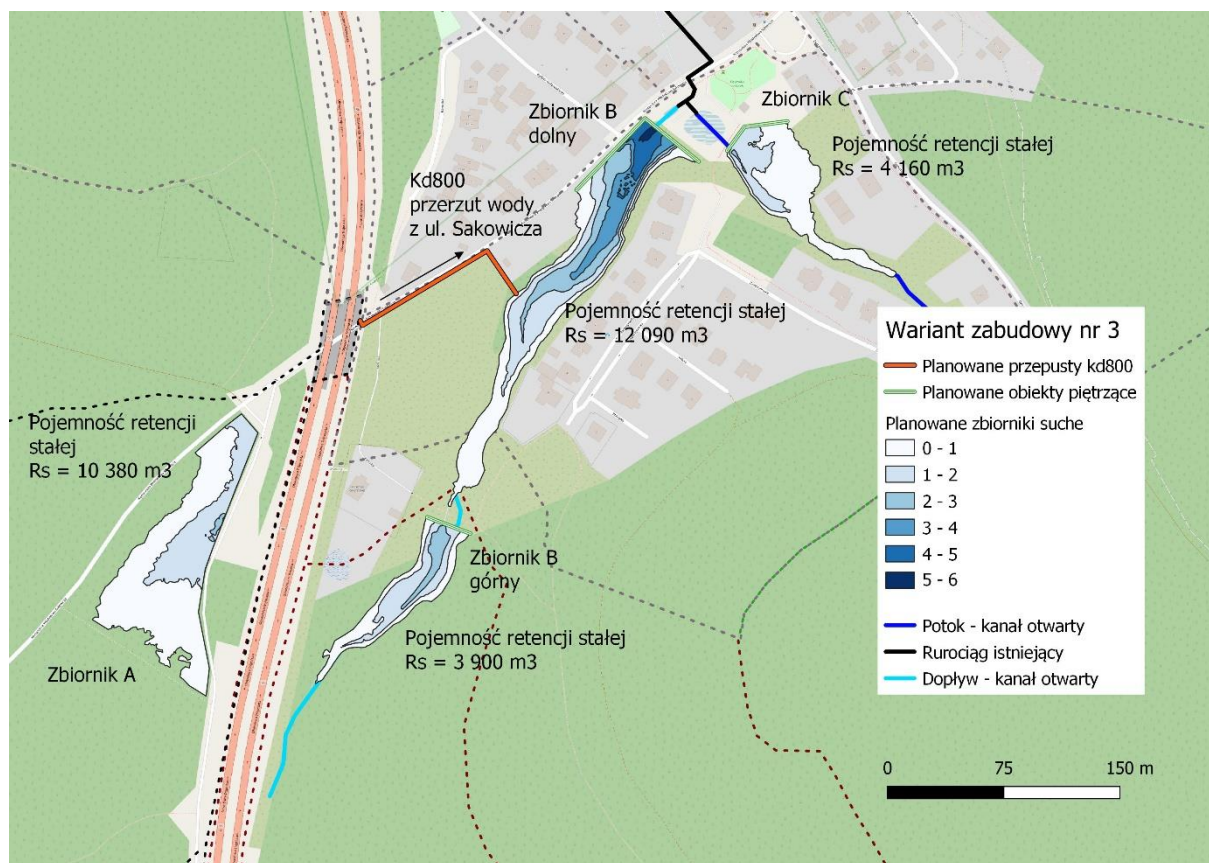 Zbiornik B
dolny
Zbiornik C
Pojemność retencji stałej
Rs = 4 160 m3
Kd800
przerzut wody
z ul. Sakowicza
Pojemność retencji stałej
Rs = 12 090 m3
Pojemność retencji
stałej
Rs = 10 380 m3
Zbiornik B
górny
Pojemność retencji stałej
Rs = 3 900 m3
Zbiornik A
Wariant zabudowy nr 3
Planowane przepusty kd800
Planowane obiekty piętrzące
Planowane zbiorniki suche
0 - 1
1 - 2
2 - 3
3 - 4
4 - 5
5 - 6
Potok - kanał otwarty
Rurociąg istniejący
Dopływ - kanał otwarty
0 75 150 m